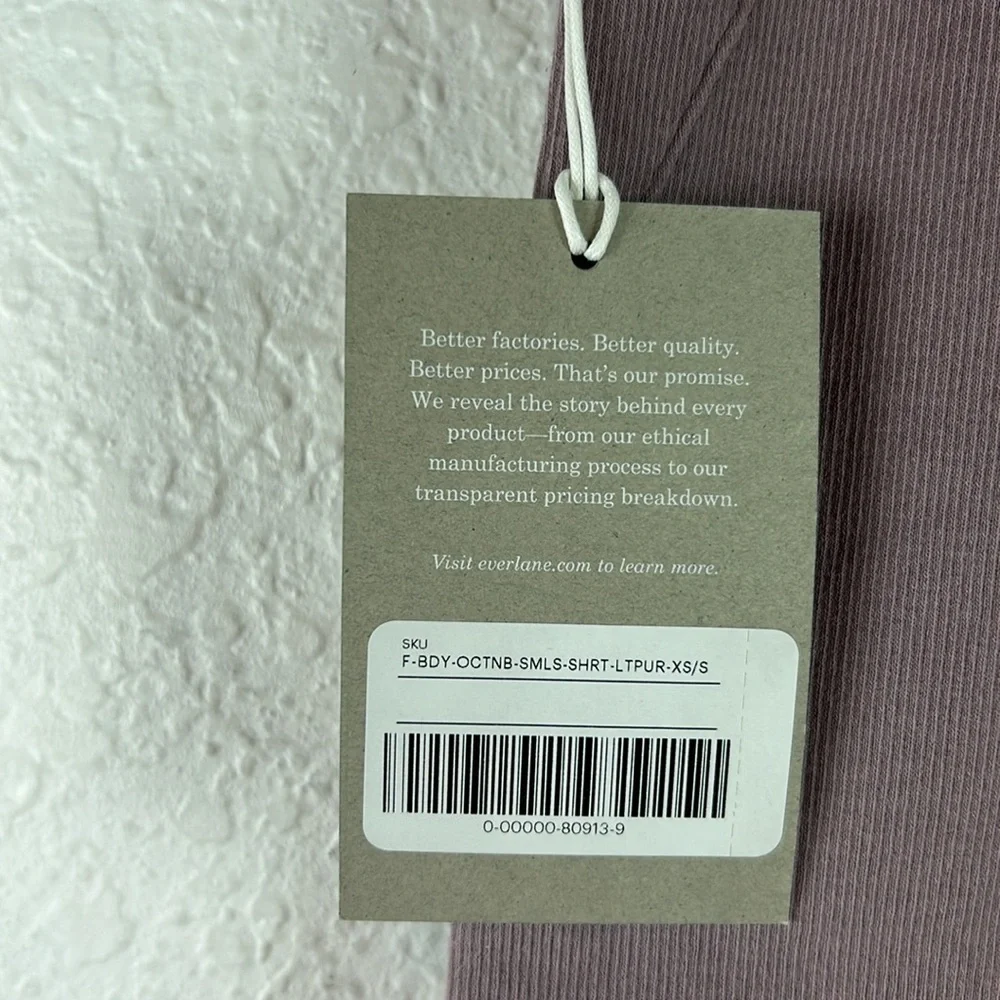 Better factories. Better quality.
Better prices. That's our promise.
We reveal the story behind every
product—from our ethical
manufacturing process to our
transparent pricing breakdown.
Visit everlane.com to learn more.
SKU
F-BDY-OCTNB-SMLS-SHRT-LTPUR-XS/S
0-00000-80913-9